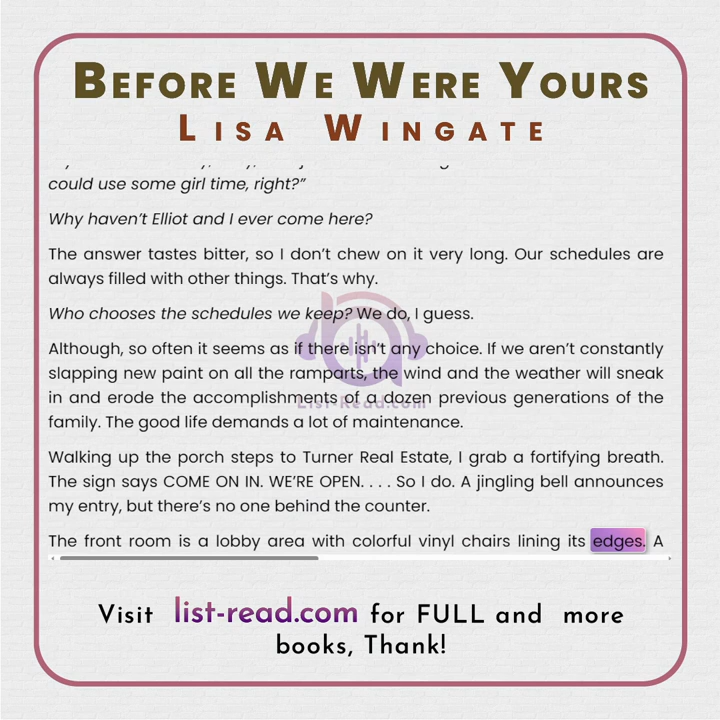 BEFORE WE WERE YOURS
LISA WINGATE
could use some girl time, right?”
Why haven’t Elliot and I ever come here?
The answer tastes bitter, so I don’t chew on it very long. Our schedules are
always filled with other things. That’s why.
Who chooses the schedules we keep? We do, I guess.
Although, so often it seems as if there isn’t any choice. If we aren’t constantly
slapping new paint on all the ramparts, the wind and the weather will sneak
in and erode the accomplishments of a dozen previous generations of the
List-Read.com
family. The good life demands a lot of maintenance.
Walking up the porch steps to Turner Real Estate, I grab a fortifying breath.
The sign says COME ON IN. WE’RE OPEN. . . . So I do. A jingling bell announces
my entry, but there’s no one behind the counter.
The front room is a lobby area with colorful vinyl chairs lining its edges. A
Visit list-read.com for FULL and more
books, Thank!